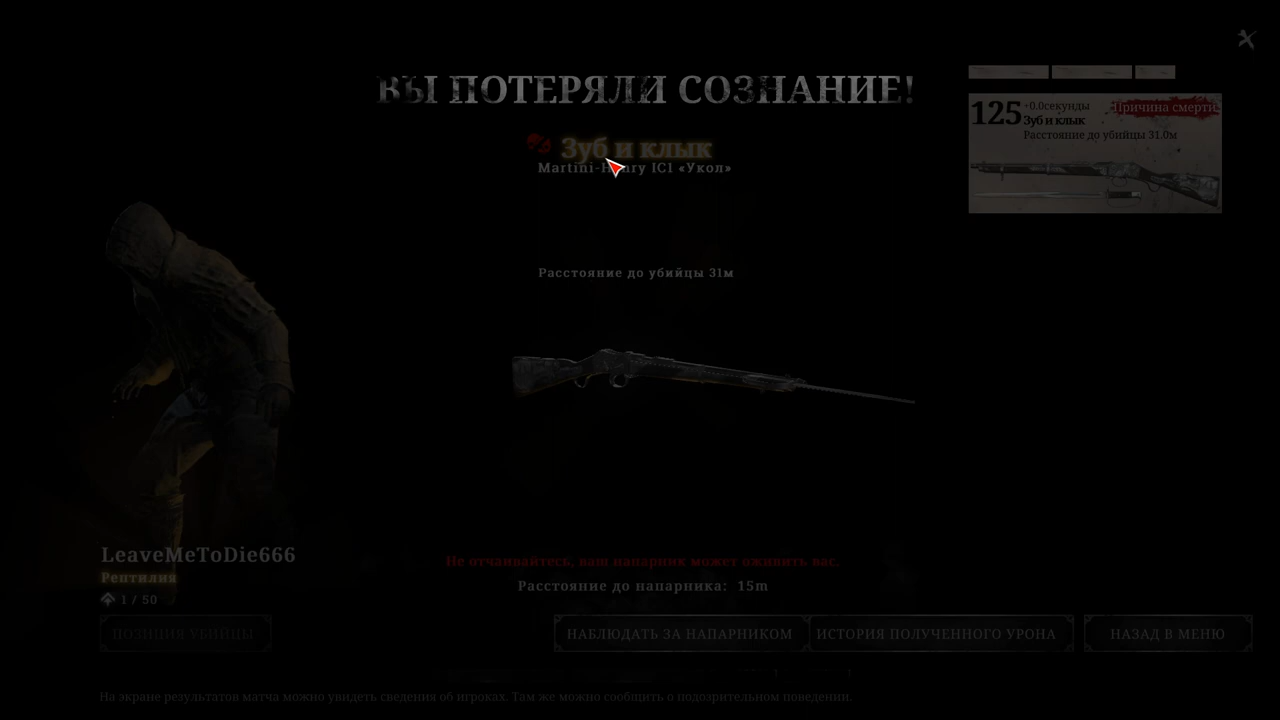 ВЫ ПОТЕРЯЛИ СОЗНАНИЕ!
Зуб и клык
Martini-Henry IC1 «Укол»
Расстояние до убийцы 31м
125
+0.0секунды
Причина смерти
Зуб и клык
Расстояние до убийцы 31.0м
LeaveMeToDie666
Рептилия
1 / 50
ПОЗИЦИЯ УБИЙЦЫ
Не отчаивайтесь, ваш напарник может оживить вас.
Расстояние до напарника: 15m
НАБЛЮДАТЬ ЗА НАПАРНИКОМ
ИСТОРИЯ ПОЛУЧЕННОГО УРОНА
НАЗАД В МЕНЮ
На экране результатов матча можно увидеть сведения об игроках. Там же можно сообщить о подозрительном поведении.